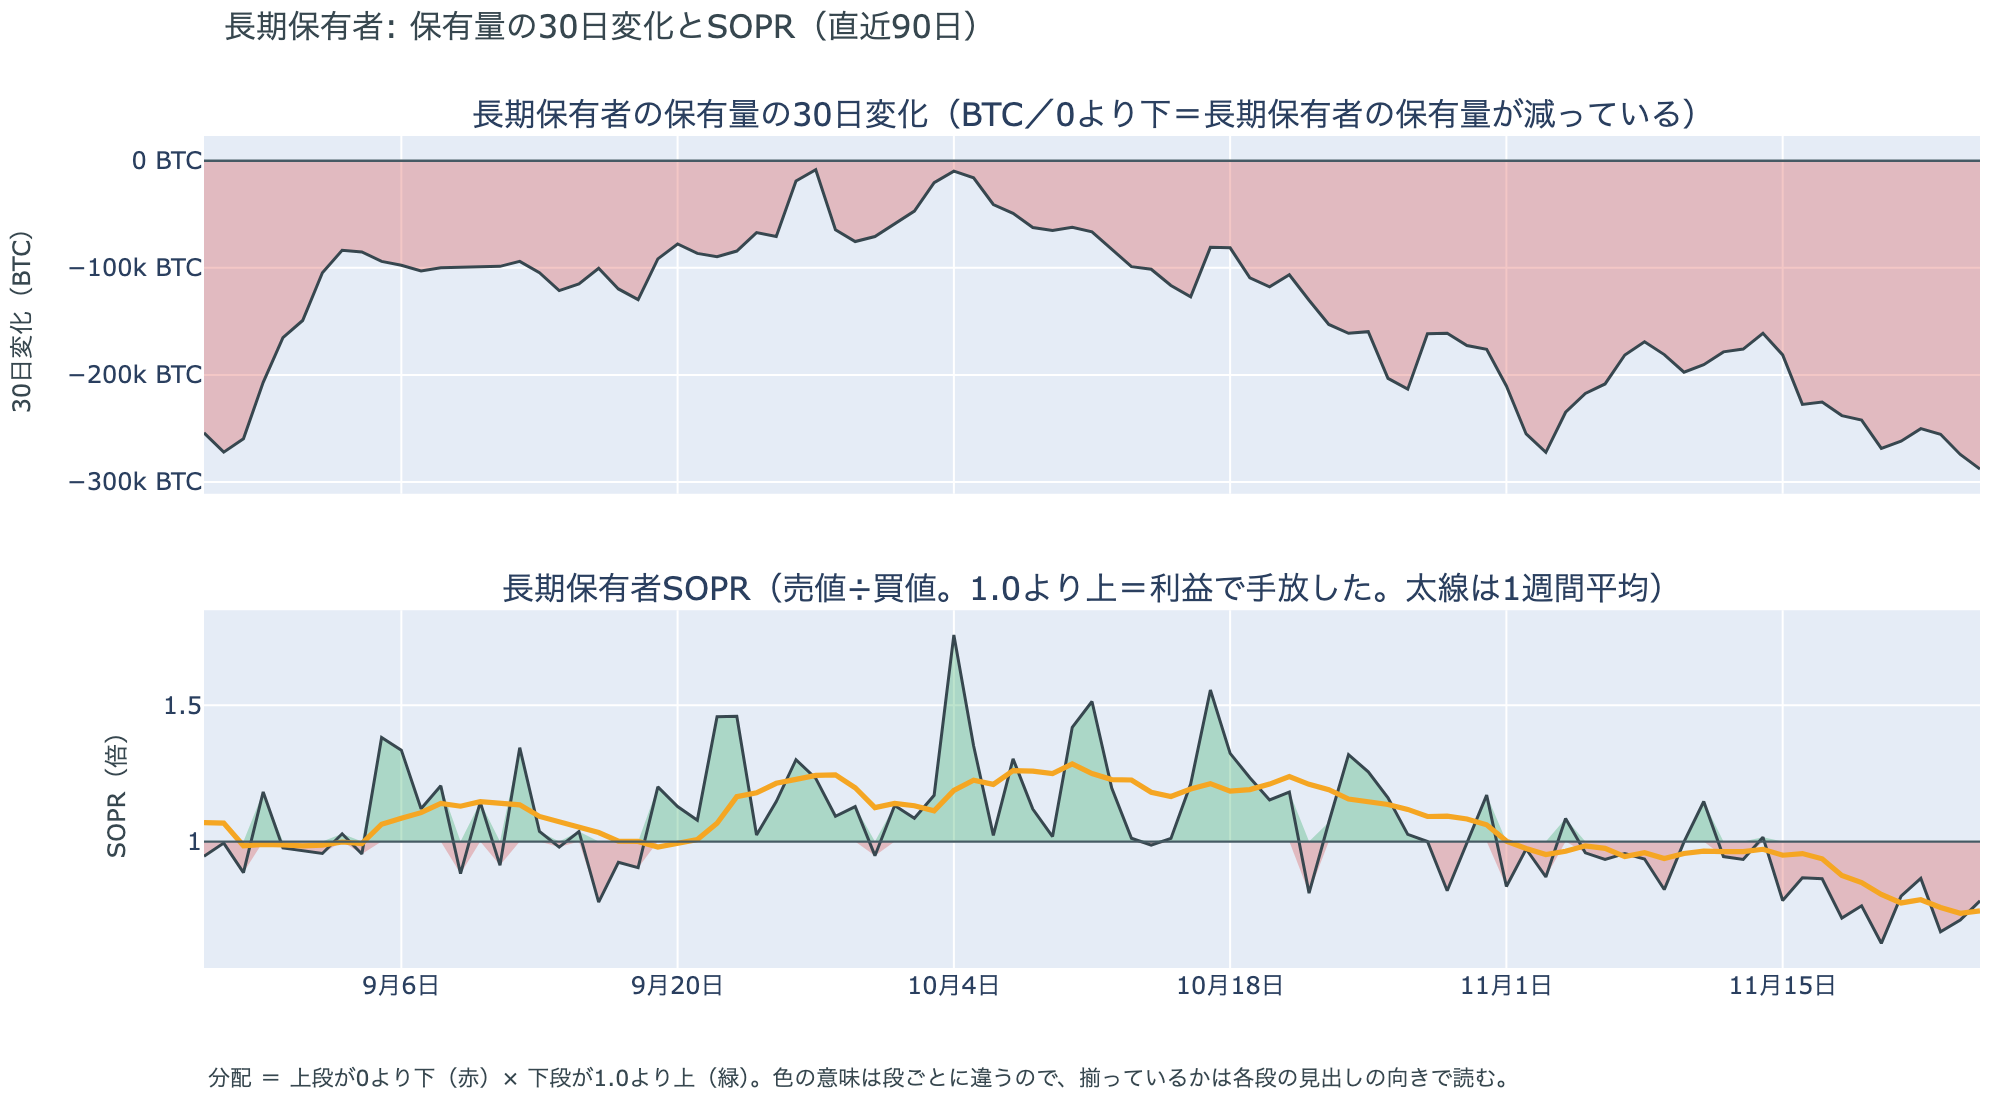 長期保有者: 保有量の30日変化とSOPR（直近90日）
長期保有者の保有量の30日変化（BTC／0より下＝長期保有者の保有量が減っている）
0 BTC
−100k BTC
−200k BTC
−300k BTC
30日変化（BTC）
長期保有者SOPR（売値÷買値。1.0より上＝利益で手放した。太線は1週間平均）
1.5
1
SOPR（倍）
9月6日
9月20日
10月4日
10月18日
11月1日
11月15日
分配 ＝ 上段が0より下（赤）× 下段が1.0より上（緑）。色の意味は段ごとに違うので、揃っているかは各段の見出しの向きで読む。